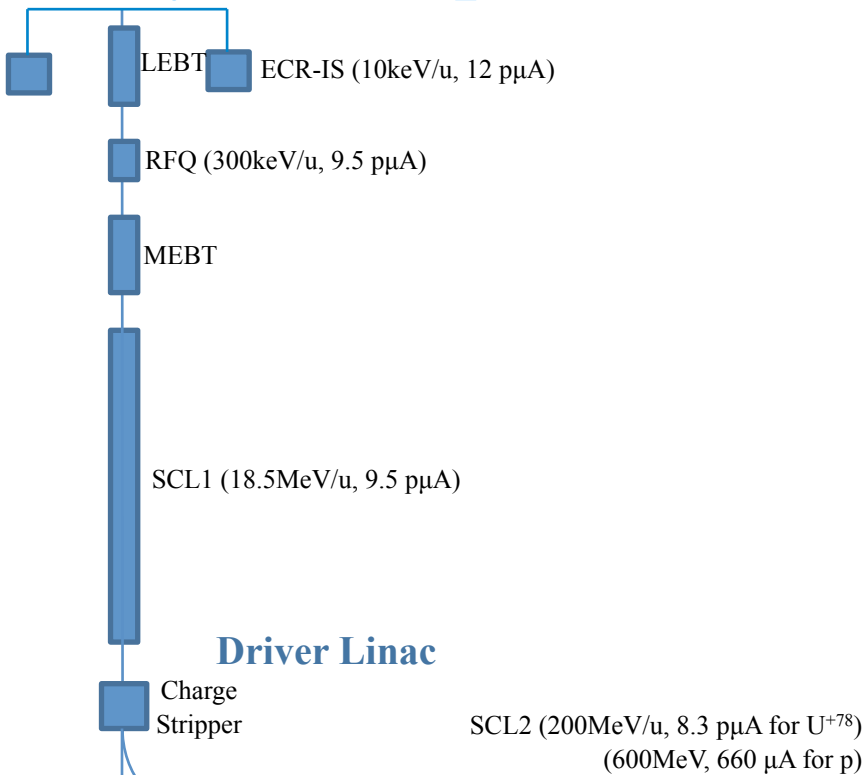 LEBT
ECR-IS (10keV/u, 12 pμA)
RFQ (300keV/u, 9.5 pμA)
MEBT
SCL1 (18.5MeV/u, 9.5 pμA)
Driver Linac
Charge
Stripper
SCL2 (200MeV/u, 8.3 pμA for U⁺⁷⁸)
(600MeV, 660 μA for p)